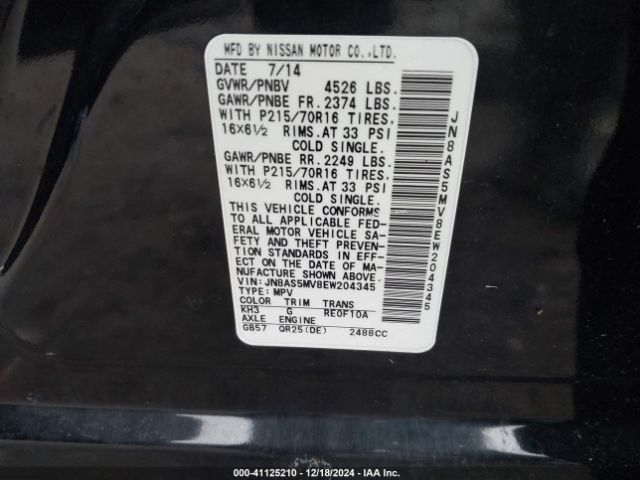 MFD BY NISSAN MOTOR CO.,LTD.
DATE 7/14
GVWR/PNBV 4526 LBS.
GAWR/PNBE FR. 2374 LBS.
WITH P215/70R16 TIRES,
16X6½ RIMS.AT 33 PSI
COLD SINGLE.
GAWR/PNBE RR. 2249 LBS.
WITH P215/70R16 TIRES,
16X6½ RIMS.AT 33 PSI
COLD SINGLE.
THIS VEHICLE CONFORMS
TO ALL APPLICABLE FED-
ERAL MOTOR VEHICLE SA-
FETY AND THEFT PREVEN-
TION STANDARDS IN EFF-
ECT ON THE DATE OF MA-
NUFACTURE SHOWN ABOVE.
VIN: JN8AS5MV8EW204345
TYPE: MPV
COLOR TRIM TRANS
KH3 G RE0F10A
AXLE ENGINE
GB57 QR25(DE) 2488CC
JN8AS5MV8EW204345
000-41125210 - 12/18/2024 - IAA Inc.